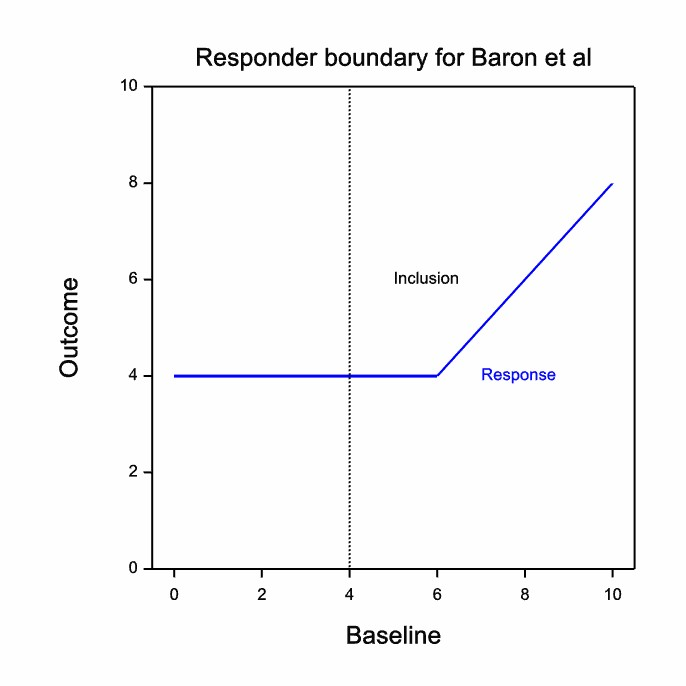 Responder boundary for Baron et al
10
8
6
4
2
0
Outcome
Inclusion
Response
0 2 4 6 8 10
Baseline